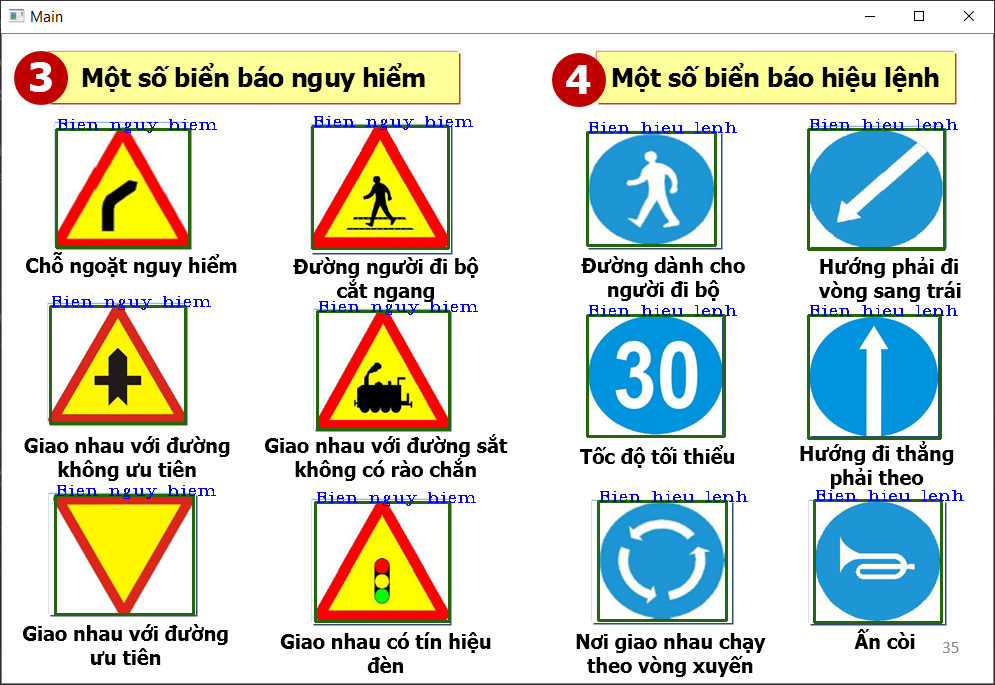 Main
3 Một số biển báo nguy hiểm
Bien nguy hiem
Chỗ ngoặt nguy hiểm
Bien nguy hiem
Đường người đi bộ
cắt ngang
Bien nguy hiem
Giao nhau với đường
không ưu tiên
Bien nguy hiem
Giao nhau với đường sắt
không có rào chắn
Bien nguy hiem
Giao nhau với đường
ưu tiên
Bien nguy hiem
Giao nhau có tín hiệu
đèn
4 Một số biển báo hiệu lệnh
Bien hieu lenh
Đường dành cho
người đi bộ
Bien hieu lenh
Hướng phải đi
vòng sang trái
Bien hieu lenh
30
Tốc độ tối thiểu
Bien hieu lenh
Hướng đi thẳng
phải theo
Bien hieu lenh
Nơi giao nhau chạy
theo vòng xuyến
Bien hieu lenh
Ấn còi
35